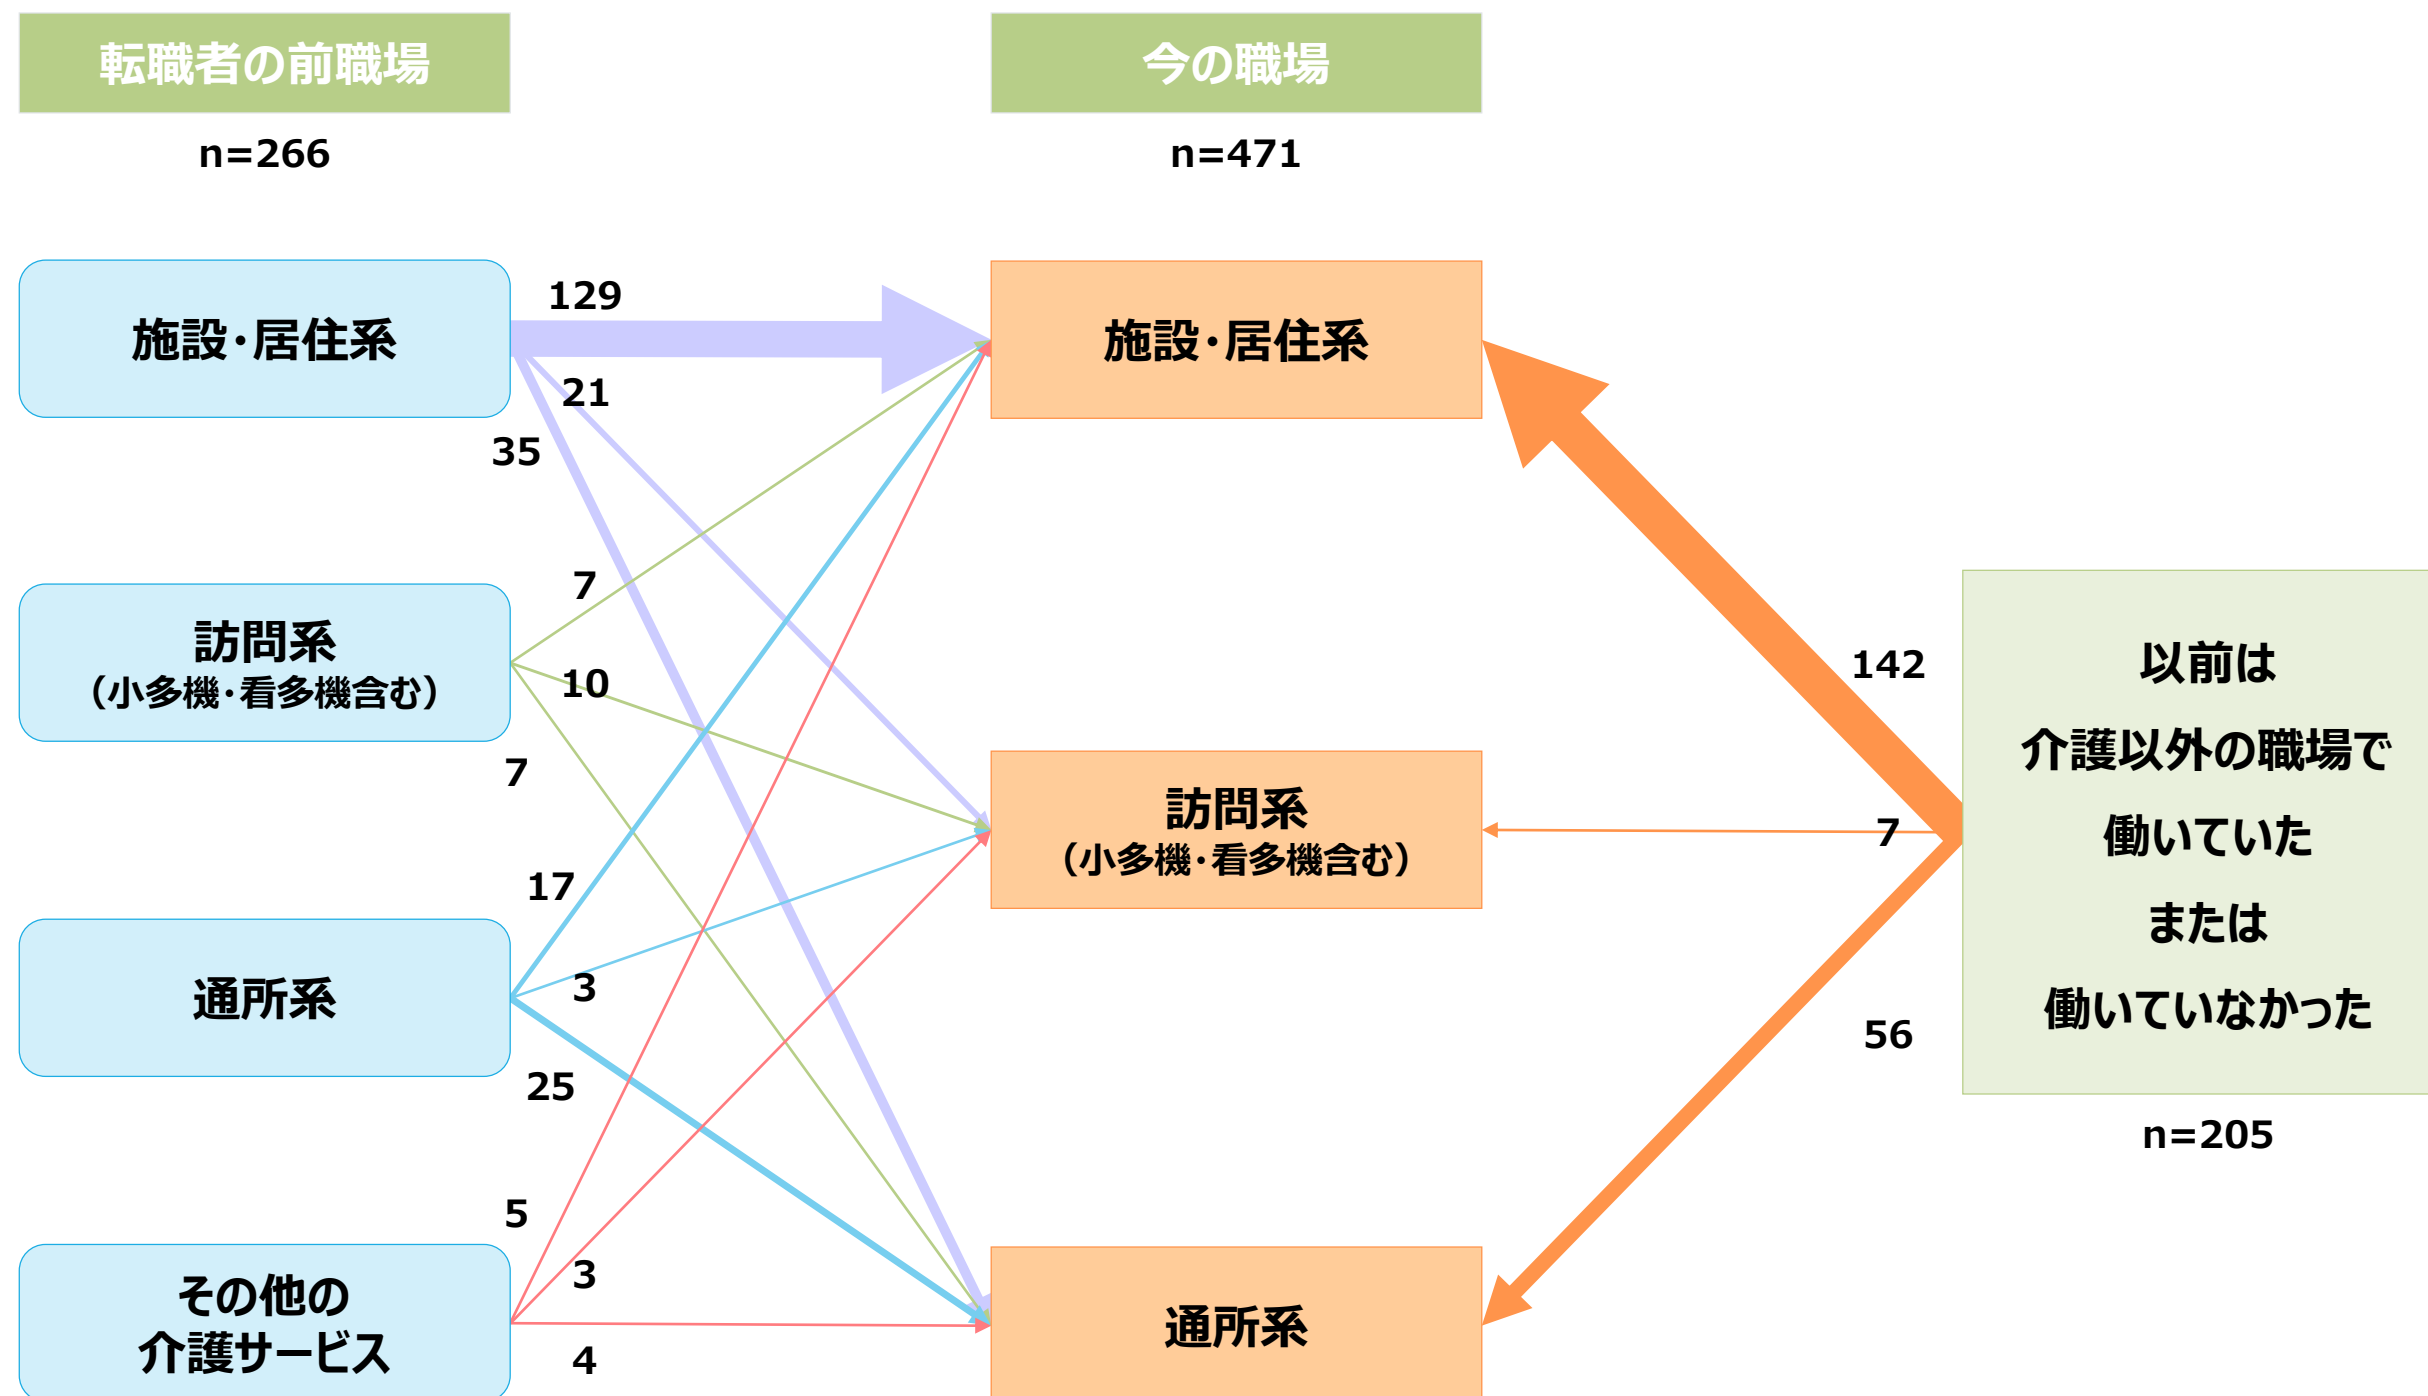 転職者の前職場
今の職場
n=266
n=471
施設・居住系
129
21
35
施設・居住系
訪問系
（小多機・看多機含む）
7
10
7
訪問系
（小多機・看多機含む）
通所系
17
3
25
その他の
介護サービス
5
3
4
通所系
142
7
56
以前は
介護以外の職場で
働いていた
または
働いていなかった
n=205